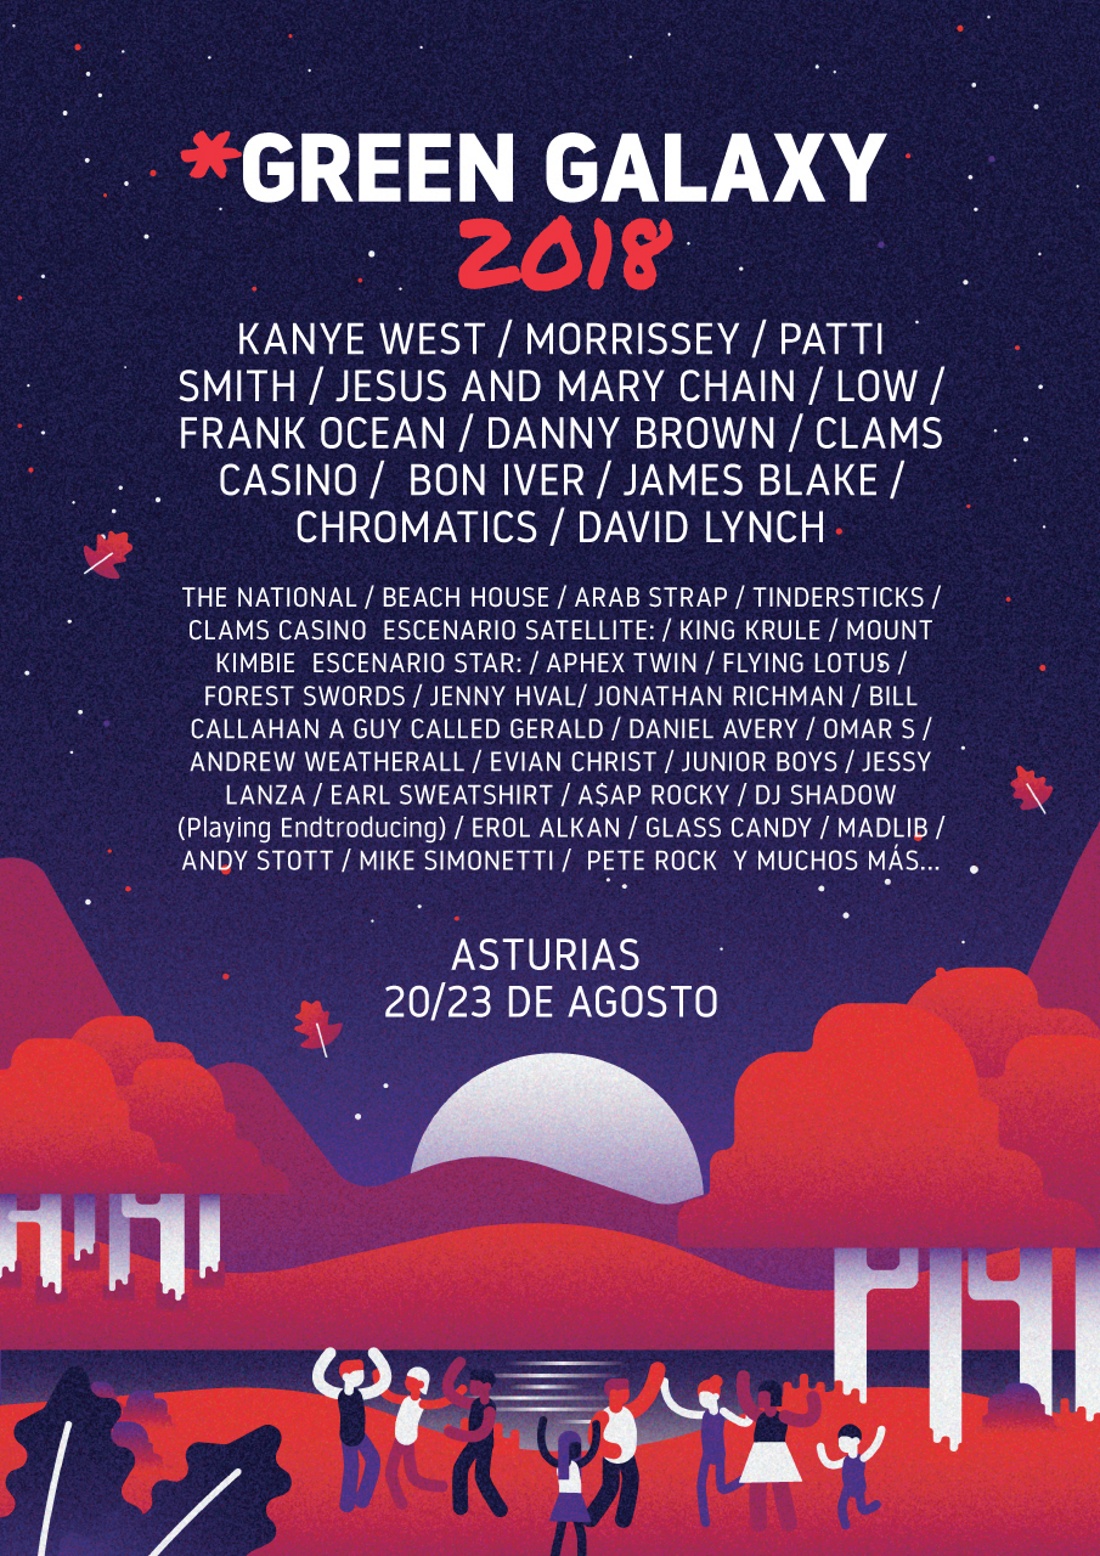 *GREEN GALAXY
2018
KANYE WEST / MORRISSEY / PATTI
SMITH / JESUS AND MARY CHAIN / LOW /
FRANK OCEAN / DANNY BROWN / CLAMS
CASINO / BON IVER / JAMES BLAKE /
CHROMATICS / DAVID LYNCH
THE NATIONAL / BEACH HOUSE / ARAB STRAP / TINDERSTICKS /
CLAMS CASINO ESCENARIO SATELLITE: / KING KRULE / MOUNT
KIMBIE ESCENARIO STAR: / APHEX TWIN / FLYING LOTUS /
FOREST SWORDS / JENNY HVAL/ JONATHAN RICHMAN / BILL
CALLAHAN A GUY CALLED GERALD / DANIEL AVERY / OMAR S /
ANDREW WEATHERALL / EVIAN CHRIST / JUNIOR BOYS / JESSY
LANZA / EARL SWEATSHIRT / A$AP ROCKY / DJ SHADOW
(Playing Endtroducing) / EROL ALKAN / GLASS CANDY / MADLIB /
ANDY STOTT / MIKE SIMONETTI / PETE ROCK Y MUCHOS MÁS...
ASTURIAS
20/23 DE AGOSTO